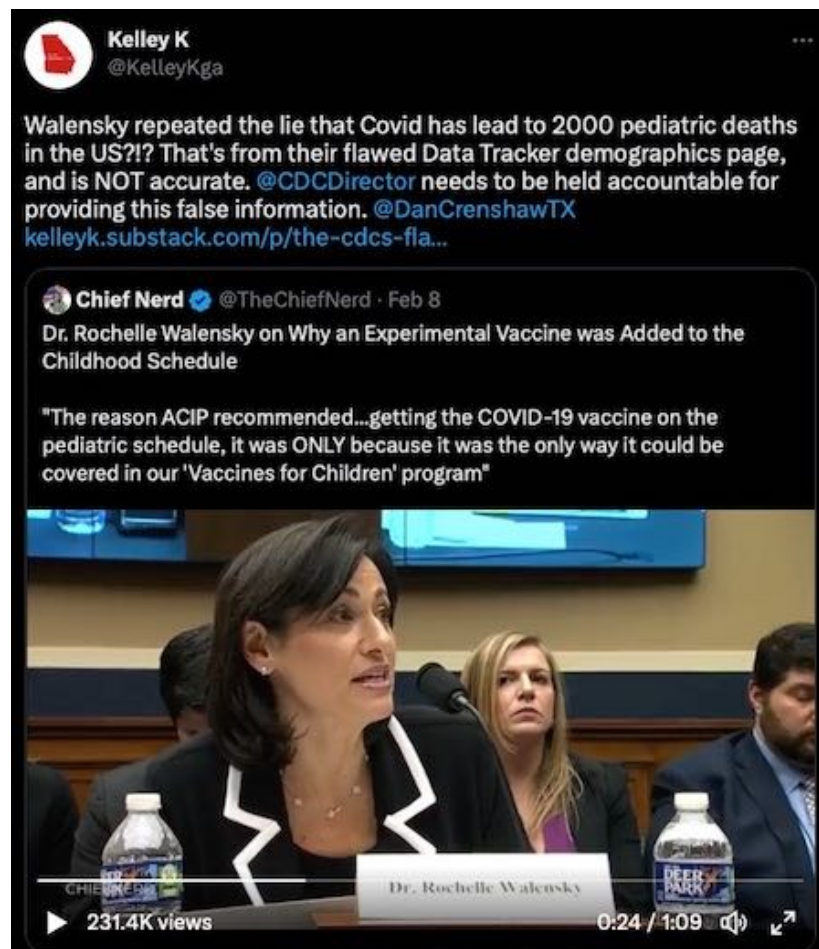 Kelley K
@KelleyKga
Walensky repeated the lie that Covid has lead to 2000 pediatric deaths
in the US?!? That's from their flawed Data Tracker demographics page,
and is NOT accurate. @CDCDirector needs to be held accountable for
providing this false information. @DanCrenshawTX
kelleyk.substack.com/p/the-cdcs-fla...
Chief Nerd @TheChiefNerd · Feb 8
Dr. Rochelle Walensky on Why an Experimental Vaccine was Added to the
Childhood Schedule
"The reason ACIP recommended...getting the COVID-19 vaccine on the
pediatric schedule, it was ONLY because it was the only way it could be
covered in our 'Vaccines for Children' program"
Dr. Rochelle Walensky
DEER
PARK
231.4K views
0:24 / 1:09